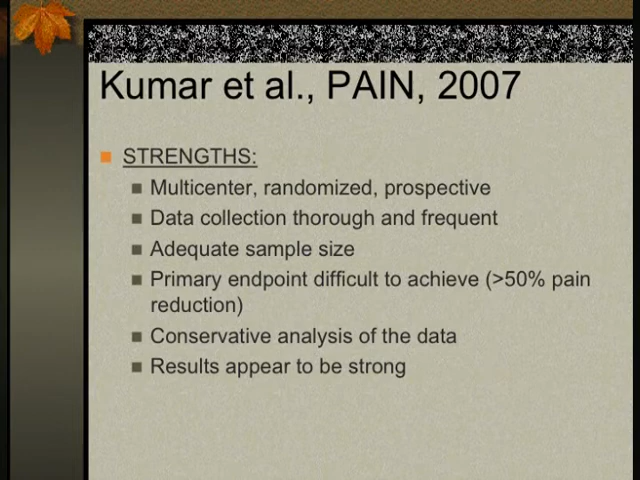 Kumar et al., PAIN, 2007
STRENGTHS:
Multicenter, randomized, prospective
Data collection thorough and frequent
Adequate sample size
Primary endpoint difficult to achieve (>50% pain
reduction)
Conservative analysis of the data
Results appear to be strong